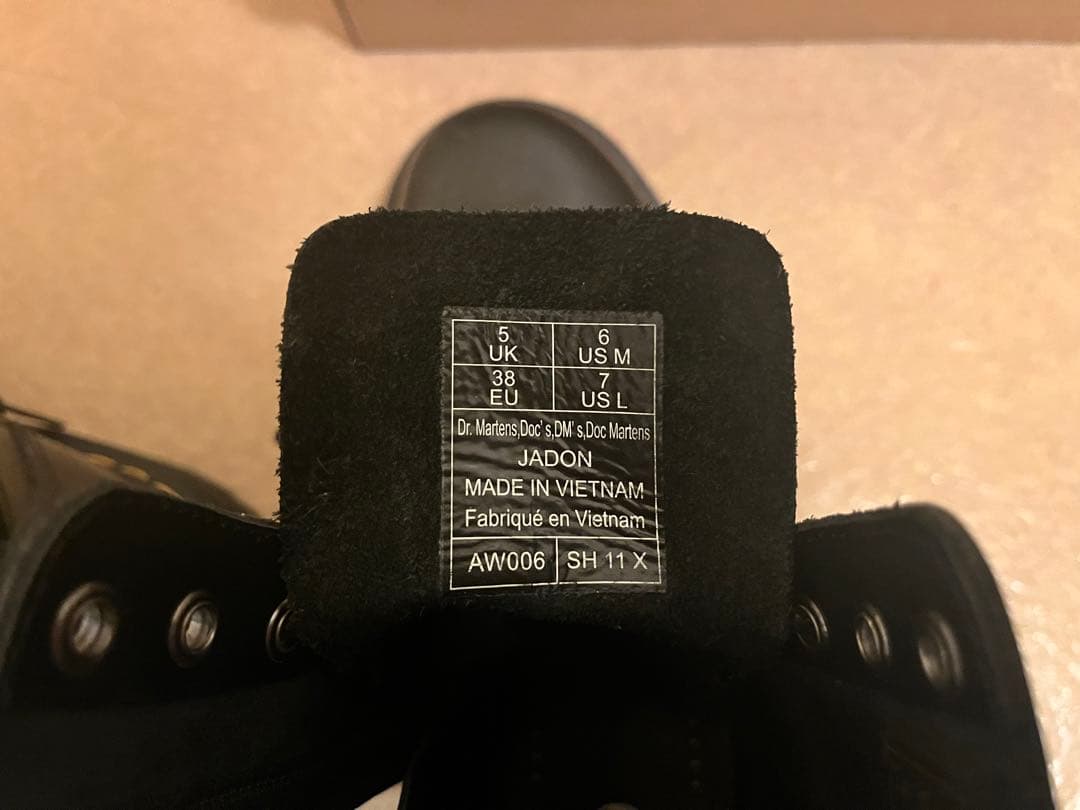 5 6
UK US M
38 7
EU US L
Dr. Martens,Doc's,DM's,Doc Martens
JADON
MADE IN VIETNAM
Fabriqué en Vietnam
AW006 SH 11 X